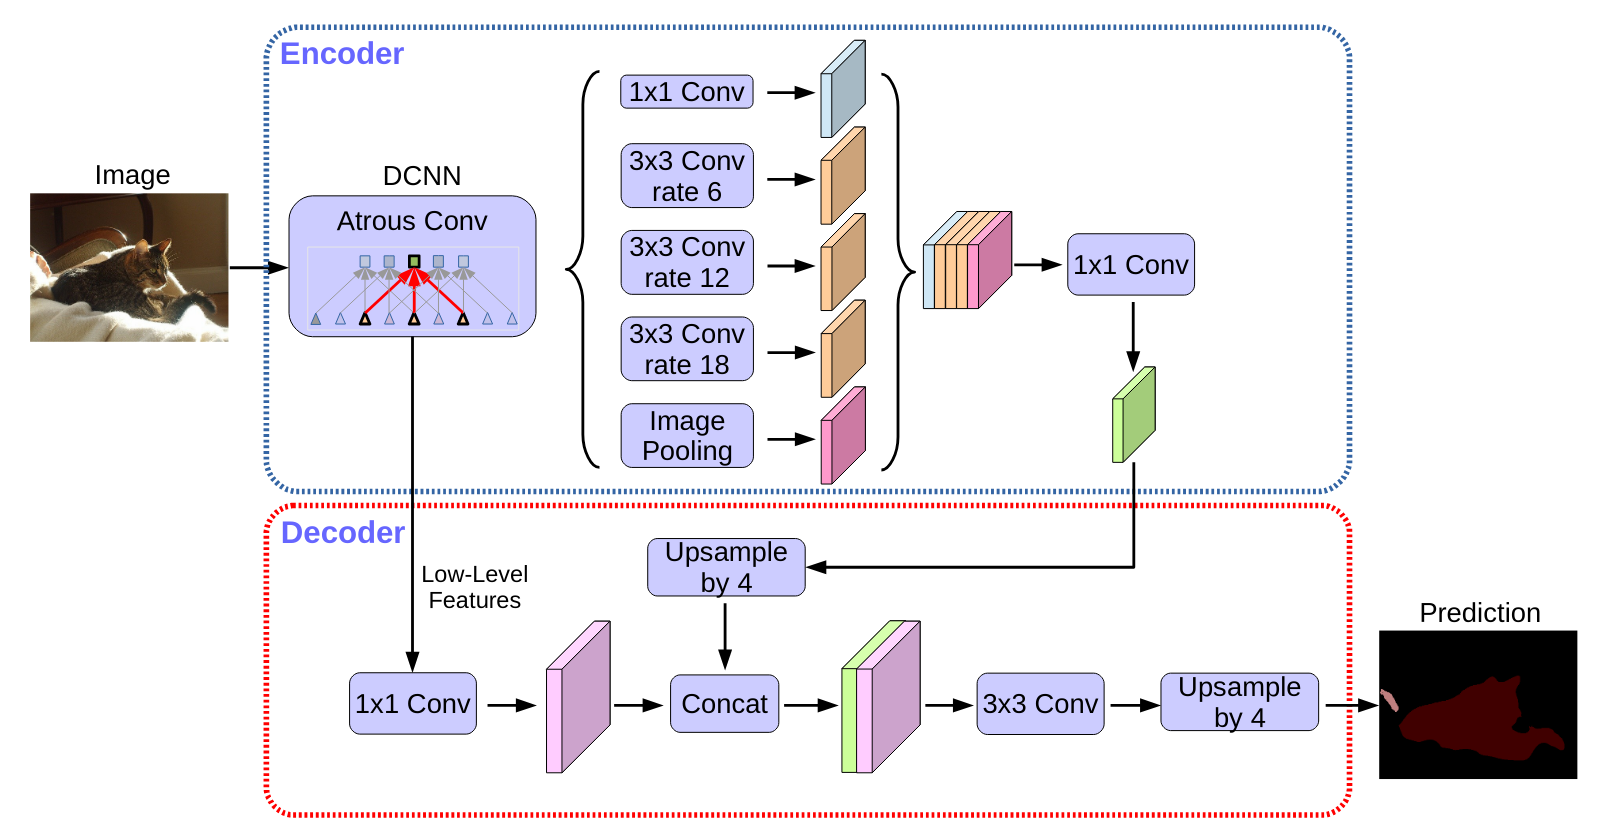 Encoder
Image
DCNN
Atrous Conv
1x1 Conv
3x3 Conv
rate 6
3x3 Conv
rate 12
3x3 Conv
rate 18
Image
Pooling
1x1 Conv
Decoder
Low-Level
Features
Upsample
by 4
1x1 Conv
Concat
3x3 Conv
Upsample
by 4
Prediction